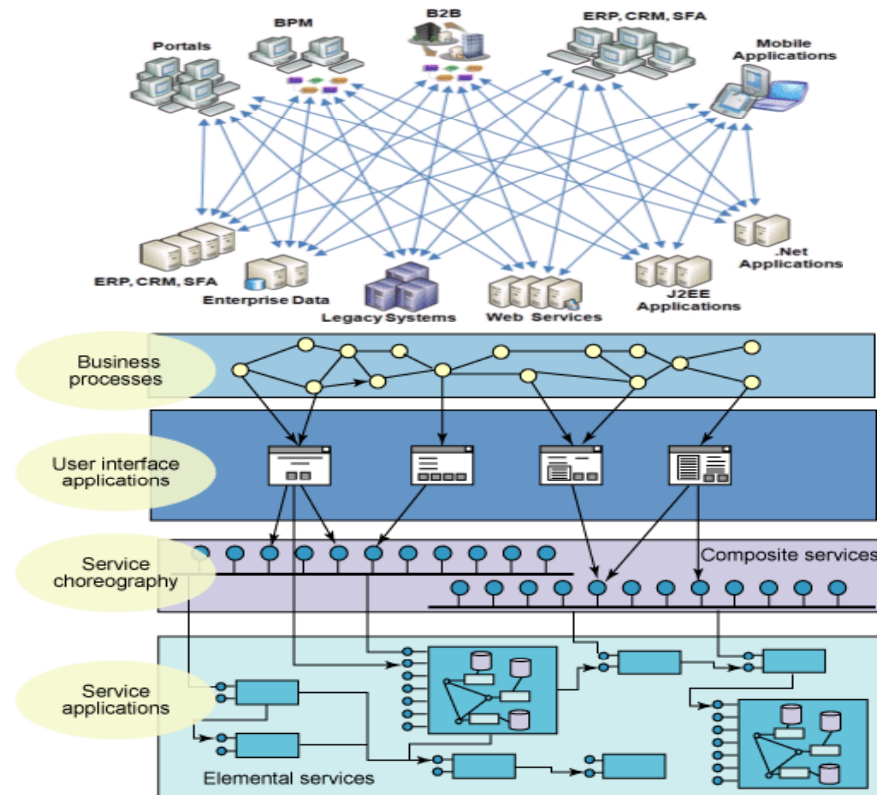 Portals
BPM
B2B
ERP, CRM, SFA
Mobile
Applications
ERP, CRM, SFA
Enterprise Data
Legacy Systems
Web Services
J2EE
Applications
.Net
Applications
Business
processes
User interface
applications
Service
choreography
Composite services
Service
applications
Elemental services